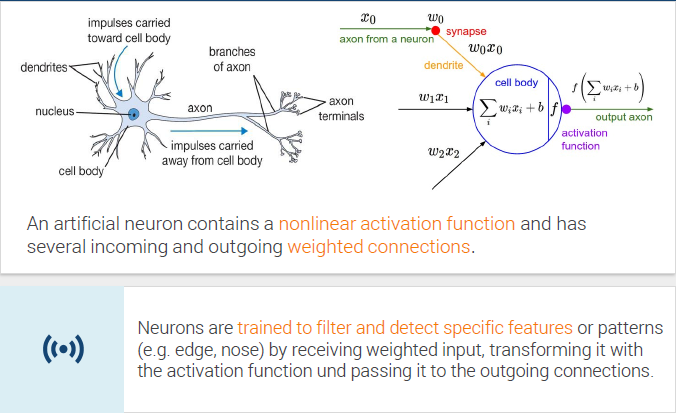 impulses carried
toward cell body
dendrites
nucleus
cell body
branches
of axon
axon
axon
terminals
impulses carried
away from cell body
x₀
w₀
synapse
axon from a neuron
w₀x₀
dendrite
cell body
w₁x₁
∑ᵢ wᵢxᵢ + b
f
f(∑ᵢ wᵢxᵢ + b)
output axon
activation
function
w₂x₂
An artificial neuron contains a nonlinear activation function and has
several incoming and outgoing weighted connections.
Neurons are trained to filter and detect specific features or patterns
(e.g. edge, nose) by receiving weighted input, transforming it with
the activation function und passing it to the outgoing connections.